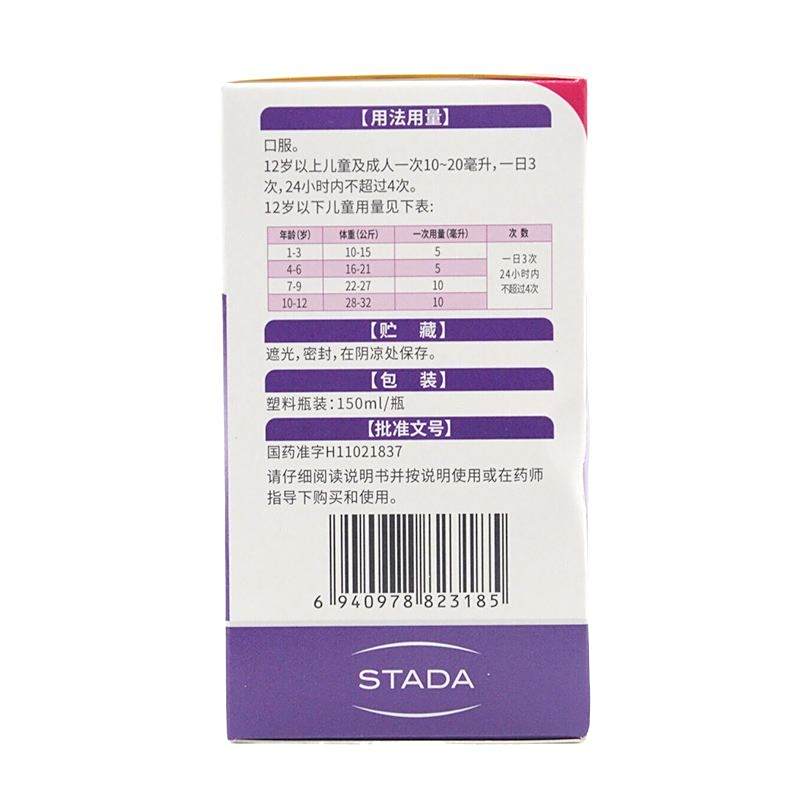 【用法用量】
口服。
12岁以上儿童及成人一次10~20毫升,一日3
次,24小时内不超过4次。
12岁以下儿童用量见下表:
年龄(岁) 体重(公斤) 一次用量(毫升) 次 数
1-3 10-15 5
4-6 16-21 5
7-9 22-27 10
10-12 28-32 10
一日3次
24小时内
不超过4次
【贮 藏】
遮光,密封,在阴凉处保存。
【包 装】
塑料瓶装:150ml/瓶
【批准文号】
国药准字H11021837
请仔细阅读说明书并按说明使用或在药师
指导下购买和使用。
6 940978 823185
STADA